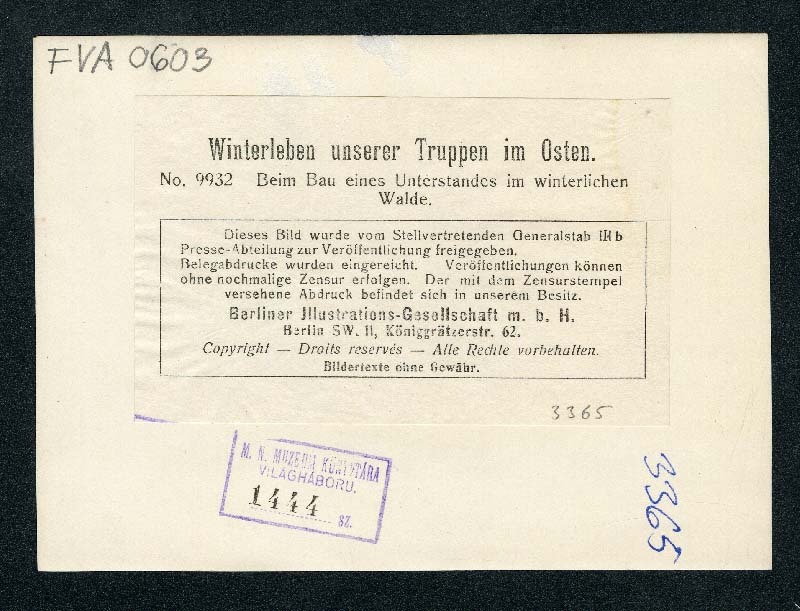 FVA 0603
Winterleben unserer Truppen im Osten.
No. 9932 Beim Bau eines Unterstandes im winterlichen
Walde.
Dieses Bild wurde vom Stellvertretenden Generalstab IIIb
Presse-Abteilung zur Veröffentlichung freigegeben.
Belegabdrucke wurden eingereicht. Veröffentlichungen können
ohne nochmalige Zensur erfolgen. Der mit dem Zensurstempel
versehene Abdruck befindet sich in unserem Besitz.
Berliner Jllustrations-Gesellschaft m. b. H.
Berlin SW. 11, Königgrätzerstr. 62.
Copyright — Droits reservés — Alle Rechte vorbehalten.
Bildertexte ohne Gewähr.
3365
M. N. MUZEUM KÖNYVTÁRA
VILÁGHÁBORU.
1444 SZ.
3365